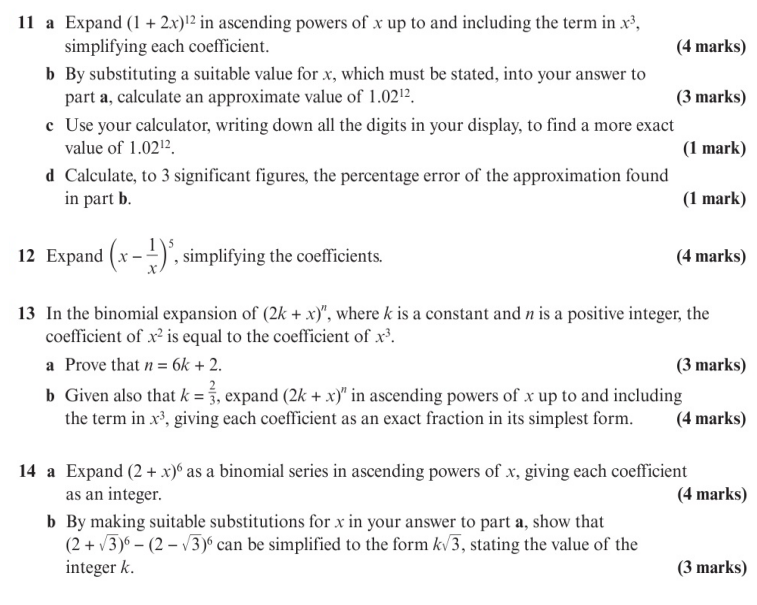 11 a Expand (1 + 2x)¹² in ascending powers of x up to and including the term in x³,
simplifying each coefficient. (4 marks)
b By substituting a suitable value for x, which must be stated, into your answer to
part a, calculate an approximate value of 1.02¹². (3 marks)
c Use your calculator, writing down all the digits in your display, to find a more exact
value of 1.02¹². (1 mark)
d Calculate, to 3 significant figures, the percentage error of the approximation found
in part b. (1 mark)
12 Expand (x − 1/x)⁵, simplifying the coefficients. (4 marks)
13 In the binomial expansion of (2k + x)ⁿ, where k is a constant and n is a positive integer, the
coefficient of x² is equal to the coefficient of x³.
a Prove that n = 6k + 2. (3 marks)
b Given also that k = 2/3, expand (2k + x)ⁿ in ascending powers of x up to and including
the term in x³, giving each coefficient as an exact fraction in its simplest form. (4 marks)
14 a Expand (2 + x)⁶ as a binomial series in ascending powers of x, giving each coefficient
as an integer. (4 marks)
b By making suitable substitutions for x in your answer to part a, show that
(2 + √3)⁶ − (2 − √3)⁶ can be simplified to the form k√3, stating the value of the
integer k. (3 marks)